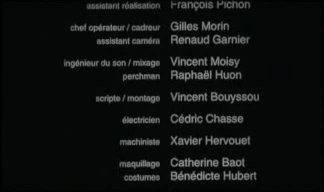 assistant réalisation François Pichon
chef opérateur / cadreur Gilles Morin
assistant caméra Renaud Garnier
ingénieur du son / mixage Vincent Moisy
perchman Raphaël Huon
scripte / montage Vincent Bouyssou
électricien Cédric Chasse
machiniste Xavier Hervouet
maquillage Catherine Baot
costumes Bénédicte Hubert